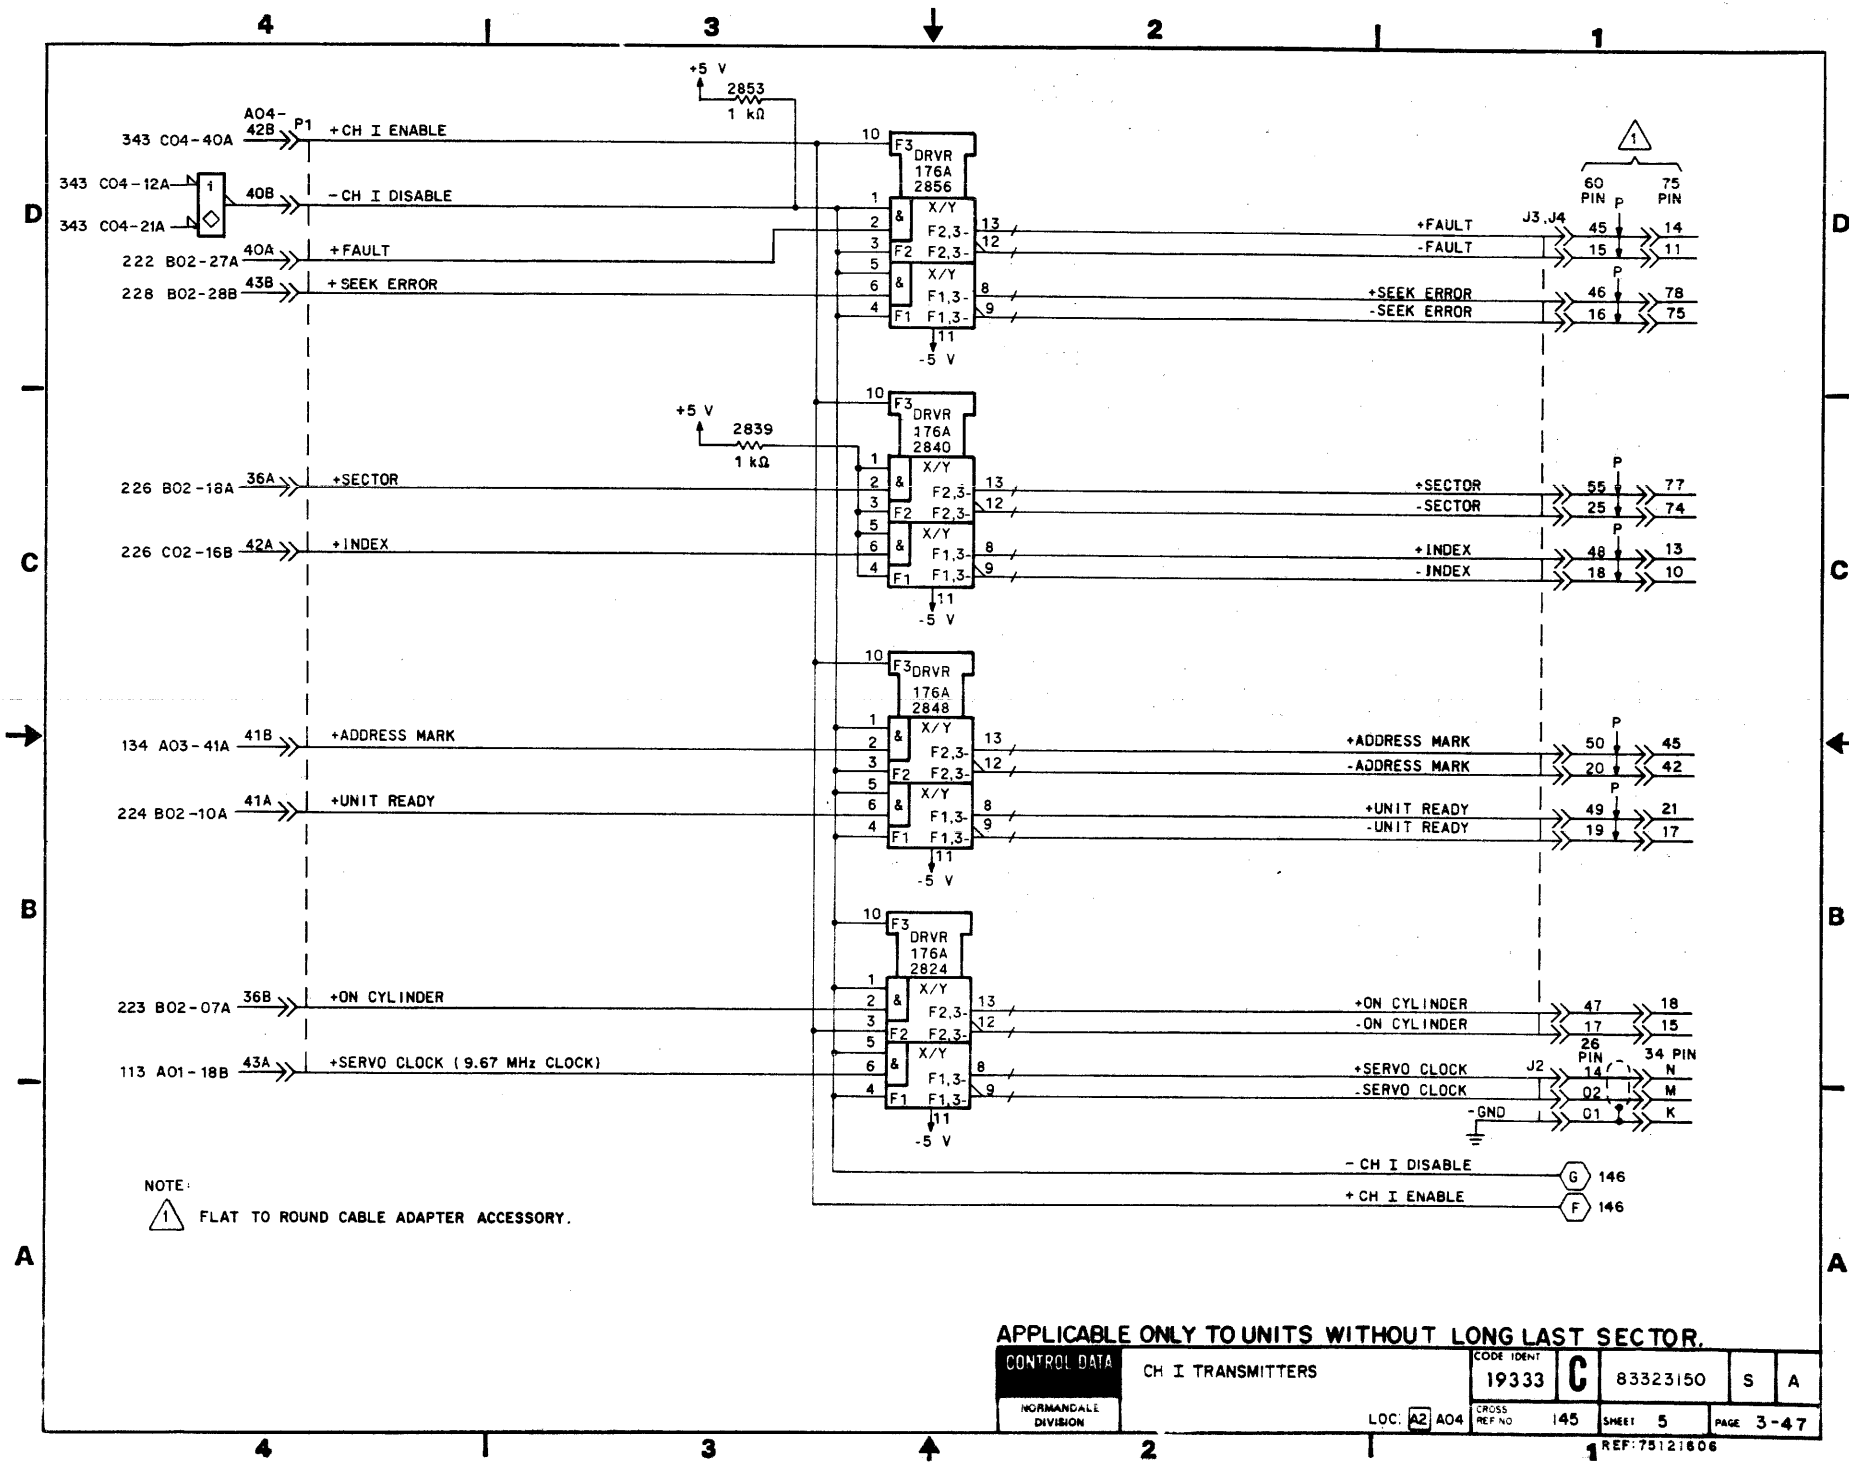 4 3 2 1
+5 V
2853
1 kΩ
A04-
343 C04-40A 42B P1 +CH I ENABLE
343 C04-12A
i
40B -CH I DISABLE
343 C04-21A
222 B02-27A 40A +FAULT
228 B02-28B 43B +SEEK ERROR
10 F3 DRVR
176A
2856
1 & X/Y
2 F2,3- 13
3 F2 F2,3- 12
5 & X/Y
6 F1,3- 8
4 F1 F1,3- 9
11
-5 V
1
60 PIN P 75 PIN
J3,J4
+FAULT 45 14
-FAULT 15 11
P
+SEEK ERROR 46 78
-SEEK ERROR 16 75
D D
+5 V
2839
1 kΩ
10 F3 DRVR
176A
2840
1 & X/Y
2 F2,3- 13
3 F2 F2,3- 12
5 & X/Y
6 F1,3- 8
4 F1 F1,3- 9
11
-5 V
226 B02-18A 36A +SECTOR
226 C02-16B 42A +INDEX
P
+SECTOR 55 77
-SECTOR 25 74
P
+INDEX 48 13
-INDEX 18 10
C C
10 F3 DRVR
176A
2848
1 & X/Y
2 F2,3- 13
3 F2 F2,3- 12
5 & X/Y
6 F1,3- 8
4 F1 F1,3- 9
11
-5 V
134 A03-41A 41B +ADDRESS MARK
224 B02-10A 41A +UNIT READY
P
+ADDRESS MARK 50 45
-ADDRESS MARK 20 42
P
+UNIT READY 49 21
-UNIT READY 19 17
B B
10 F3 DRVR
176A
2824
1 & X/Y
2 F2,3- 13
3 F2 F2,3- 12
5 & X/Y
6 F1,3- 8
4 F1 F1,3- 9
11
-5 V
223 B02-07A 36B +ON CYLINDER
113 A01-18B 43A +SERVO CLOCK (9.67 MHz CLOCK)
+ON CYLINDER 47 18
-ON CYLINDER 17 15
26 PIN 34 PIN
+SERVO CLOCK J2 14 N
-SERVO CLOCK 02 M
-GND 01 K
-CH I DISABLE G 146
+CH I ENABLE F 146
NOTE:
1 FLAT TO ROUND CABLE ADAPTER ACCESSORY.
A A
APPLICABLE ONLY TO UNITS WITHOUT LONG LAST SECTOR.
CONTROL DATA
NORMANDALE
DIVISION
CH I TRANSMITTERS
LOC: A2 A04
CODE IDENT
19333 C 83323150 S A
CROSS
REF NO 145 SHEET 5 PAGE 3-47
REF:75121606
4 3 2 1